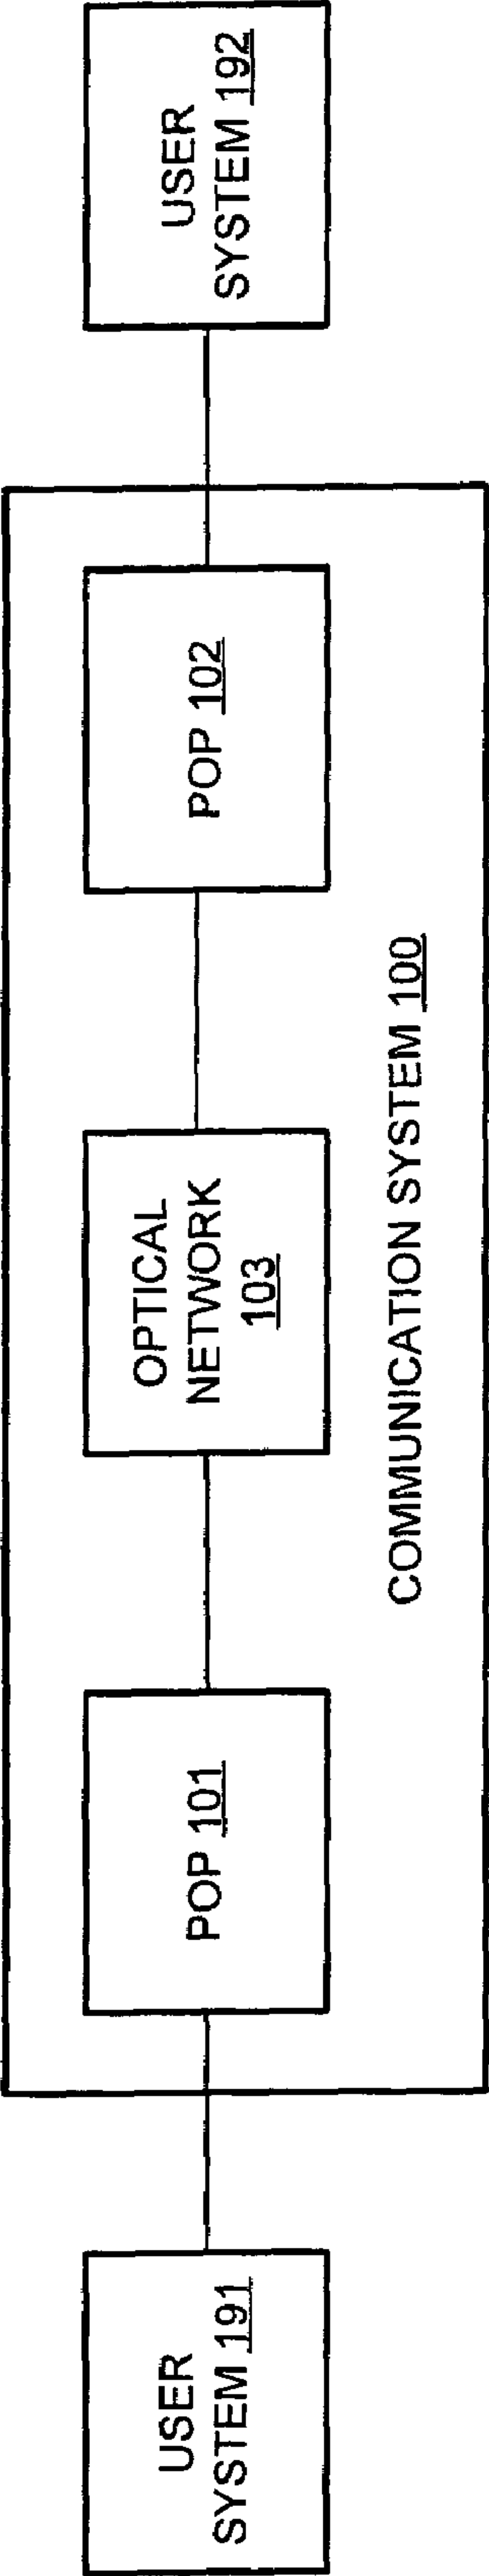 USER
SYSTEM 191
POP 101
OPTICAL
NETWORK
103
POP 102
COMMUNICATION SYSTEM 100
USER
SYSTEM 192